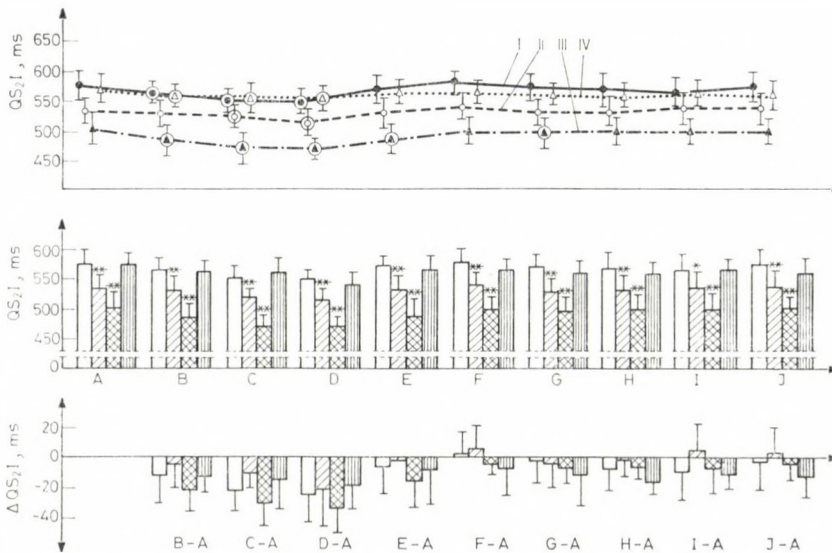 QS₂I, ms
650
600
550
500
450
I II III IV
QS₂I, ms
600
550
500
450
0
** ** ** ** ** ** ** ** ** ** ** ** ** ** ** ** * ** ** **
A B C D E F G H I J
ΔQS₂I, ms
20
0
-20
-40
B-A C-A D-A E-A F-A G-A H-A I-A J-A